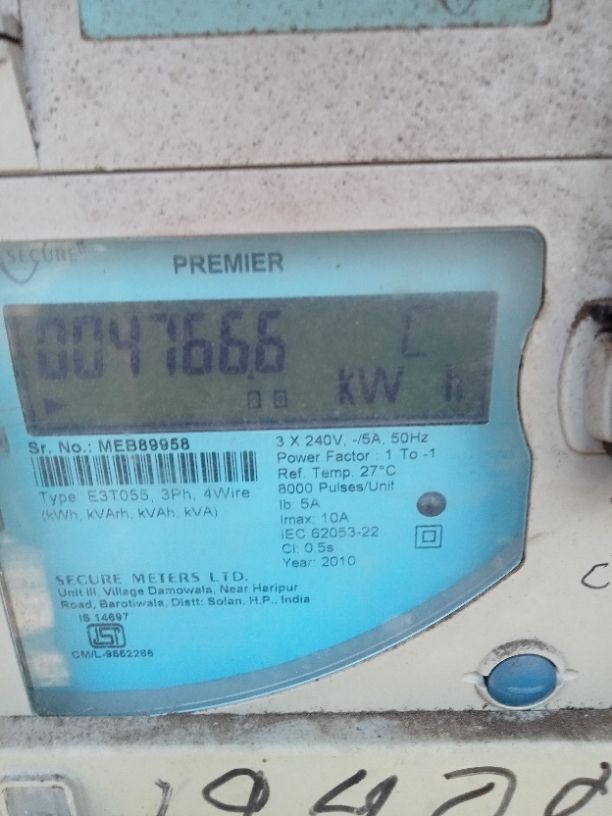 SECURE
PREMIER
004766.6 C
00 kW h
Sr. No.: MEB89958
Type E3T055, 3Ph, 4Wire
(kWh, kVArh, kVAh, kVA)
3 X 240V, -/5A, 50Hz
Power Factor : 1 To -1
Ref. Temp. 27°C
8000 Pulses/Unit
Ib: 5A
Imax: 10A
IEC 62053-22
Cl: 0.5s
Year: 2010
SECURE METERS LTD.
Unit III, Village Damowala, Near Haripur
Road, Barotiwala, Distt: Solan, H.P., India
IS 14697
ISI
CM/L-9552286